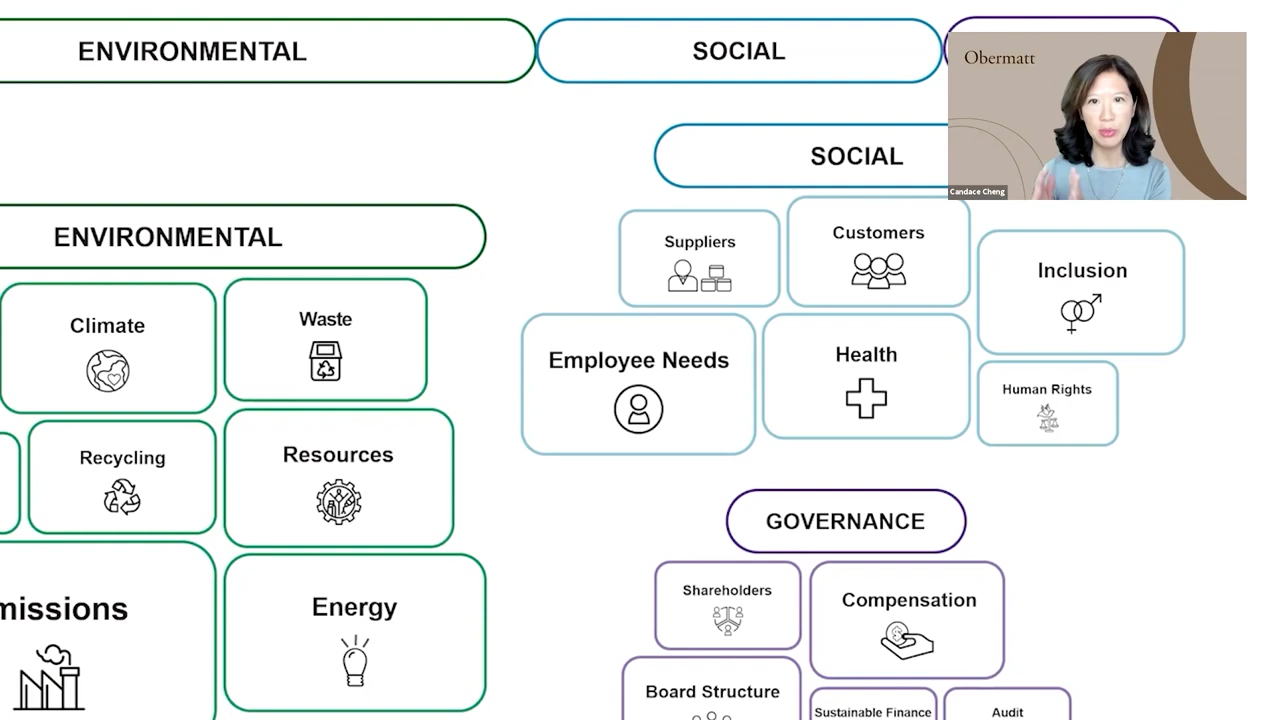 ENVIRONMENTAL
SOCIAL
Obermatt
Candace Cheng
SOCIAL
ENVIRONMENTAL
Suppliers
Customers
Inclusion
Climate
Waste
Employee Needs
Health
Human Rights
Recycling
Resources
GOVERNANCE
missions
Energy
Shareholders
Compensation
Board Structure
Sustainable Finance
Audit